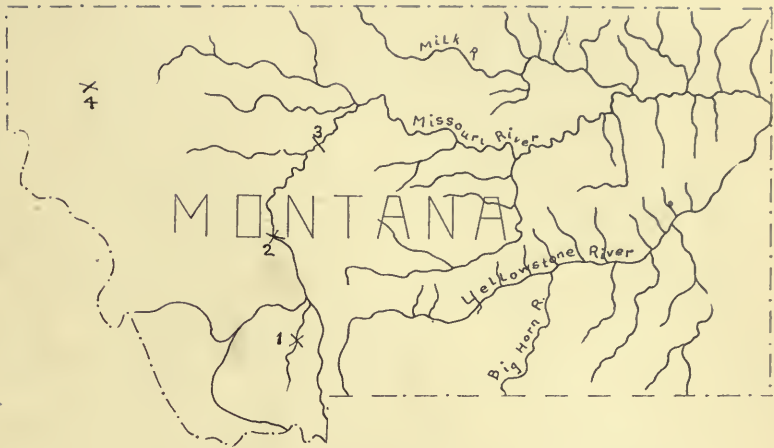 Milk R
4
3
Missouri River
MONTANA
2
Yellowstone River
1
Big Horn R.